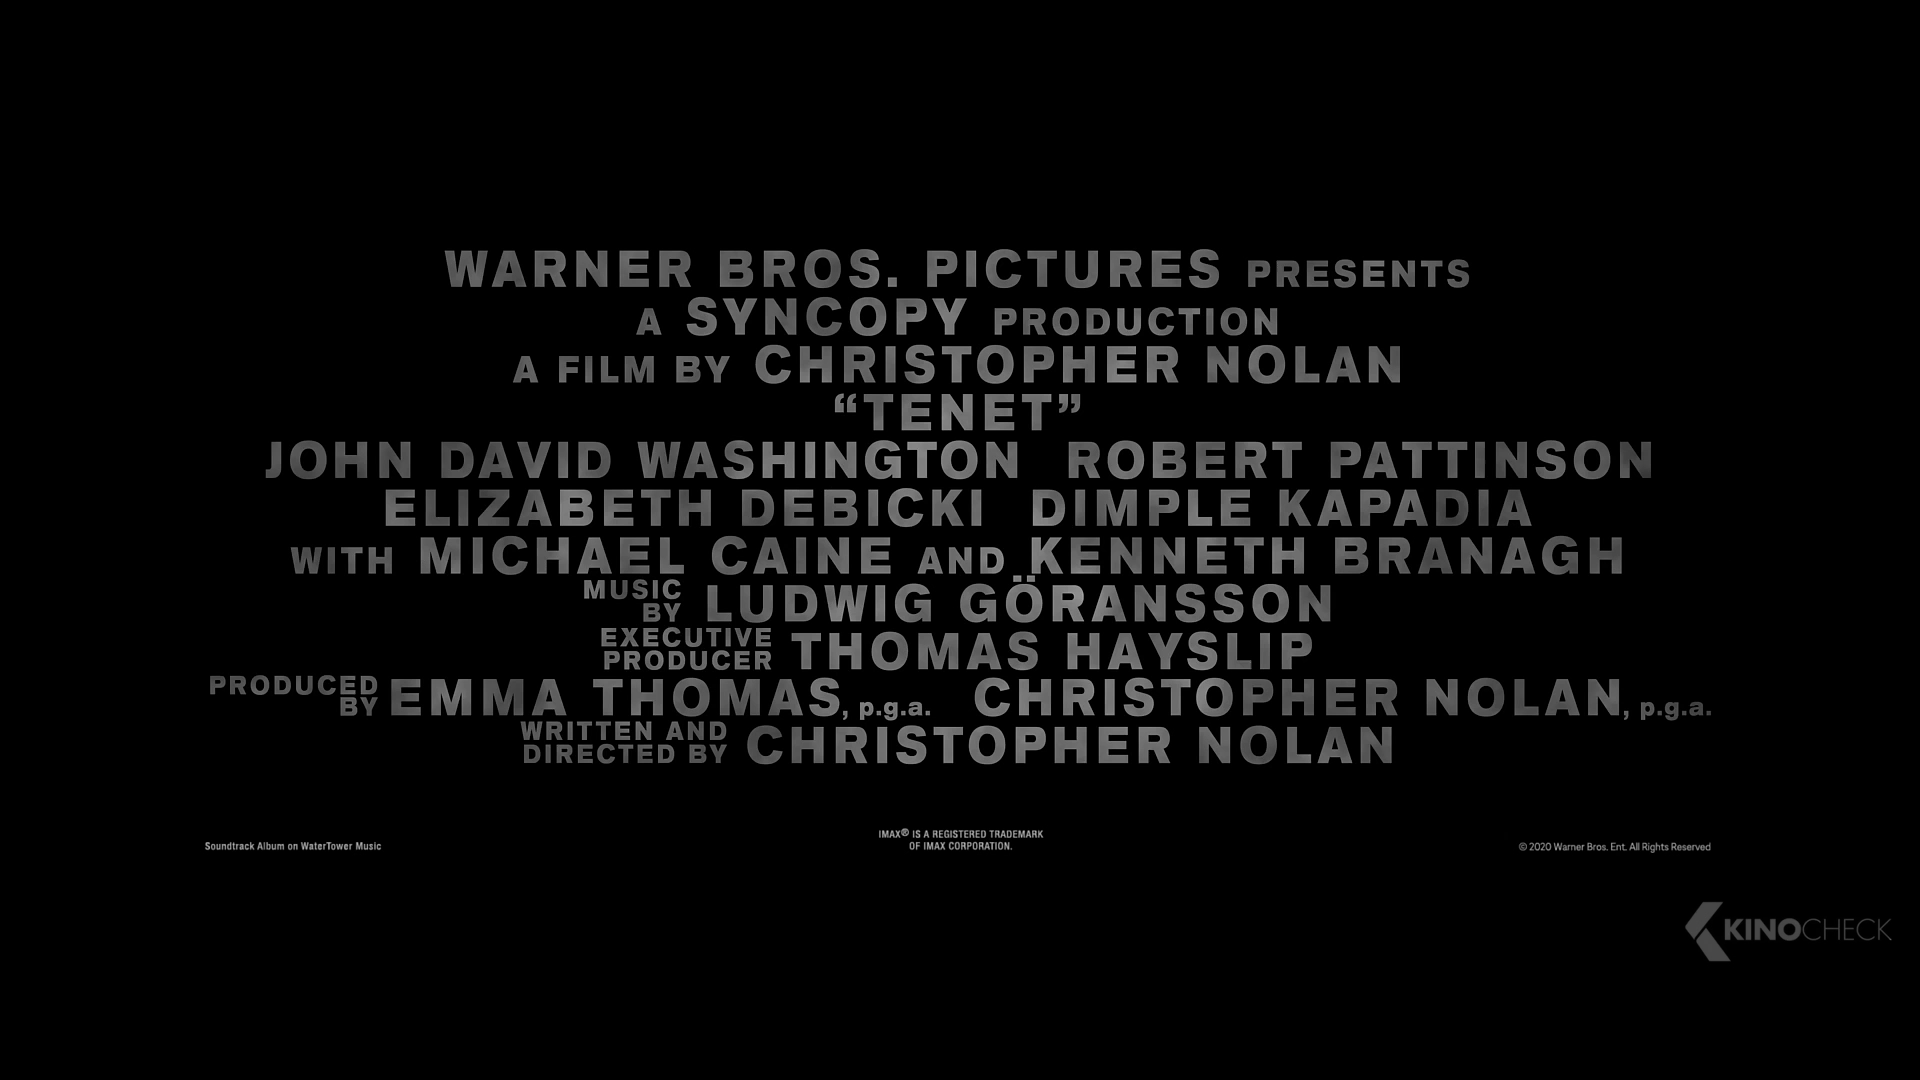 WARNER BROS. PICTURES PRESENTS
A SYNCOPY PRODUCTION
A FILM BY CHRISTOPHER NOLAN
“TENET”
JOHN DAVID WASHINGTON ROBERT PATTINSON
ELIZABETH DEBICKI DIMPLE KAPADIA
WITH MICHAEL CAINE AND KENNETH BRANAGH
MUSIC BY LUDWIG GÖRANSSON
EXECUTIVE PRODUCER THOMAS HAYSLIP
PRODUCED BY EMMA THOMAS, p.g.a. CHRISTOPHER NOLAN, p.g.a.
WRITTEN AND DIRECTED BY CHRISTOPHER NOLAN
Soundtrack Album on WaterTower Music
IMAX® IS A REGISTERED TRADEMARK
OF IMAX CORPORATION.
© 2020 Warner Bros. Ent. All Rights Reserved
KINOCHECK